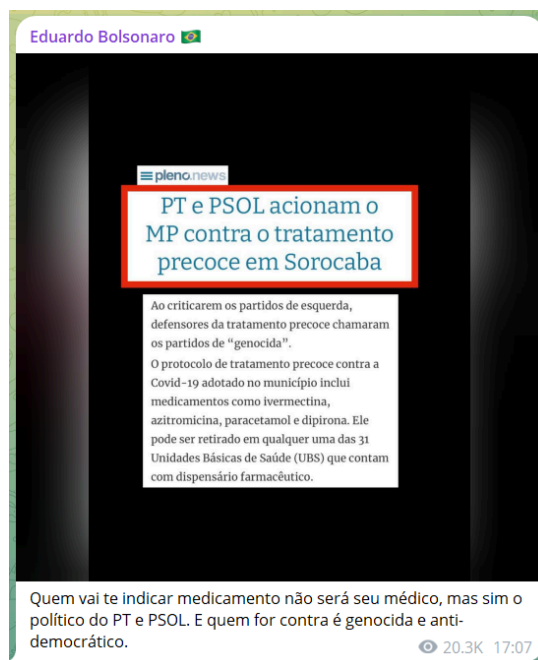 Eduardo Bolsonaro 🇧🇷
pleno.news
PT e PSOL acionam o
MP contra o tratamento
precoce em Sorocaba
Ao criticarem os partidos de esquerda,
defensores da tratamento precoce chamaram
os partidos de “genocida”.
O protocolo de tratamento precoce contra a
Covid-19 adotado no município inclui
medicamentos como ivermectina,
azitromicina, paracetamol e dipirona. Ele
pode ser retirado em qualquer uma das 31
Unidades Básicas de Saúde (UBS) que contam
com dispensário farmacêutico.
Quem vai te indicar medicamento não será seu médico, mas sim o
político do PT e PSOL. E quem for contra é genocida e anti-
democrático.
20.3K 17:07